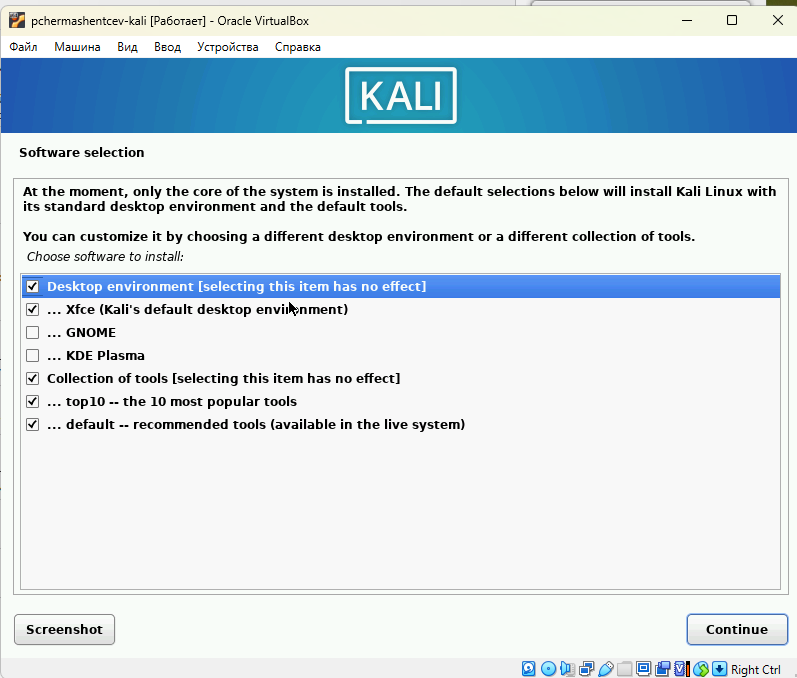 pchermashentcev-kali [Работает] - Oracle VirtualBox
Файл Машина Вид Ввод Устройства Справка
KALI
Software selection
At the moment, only the core of the system is installed. The default selections below will install Kali Linux with
its standard desktop environment and the default tools.
You can customize it by choosing a different desktop environment or a different collection of tools.
Choose software to install:
Desktop environment [selecting this item has no effect]
... Xfce (Kali's default desktop environment)
... GNOME
... KDE Plasma
Collection of tools [selecting this item has no effect]
... top10 -- the 10 most popular tools
... default -- recommended tools (available in the live system)
Screenshot
Continue
Right Ctrl